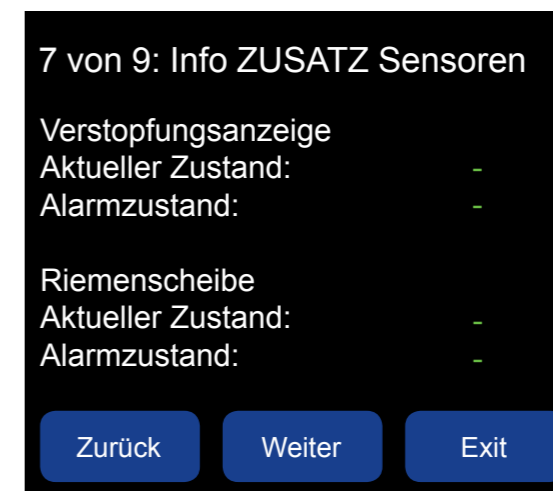 7 von 9: Info ZUSATZ Sensoren
Verstopfungsanzeige
Aktueller Zustand: -
Alarmzustand: -
Riemenscheibe
Aktueller Zustand: -
Alarmzustand: -
Zurück Weiter Exit